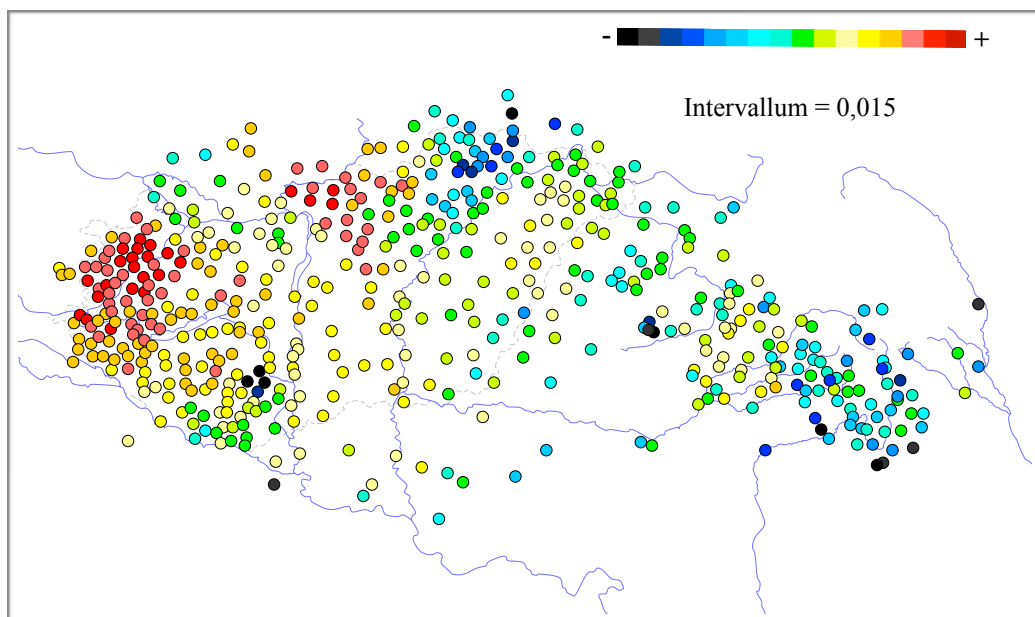 - +
Intervallum = 0,015